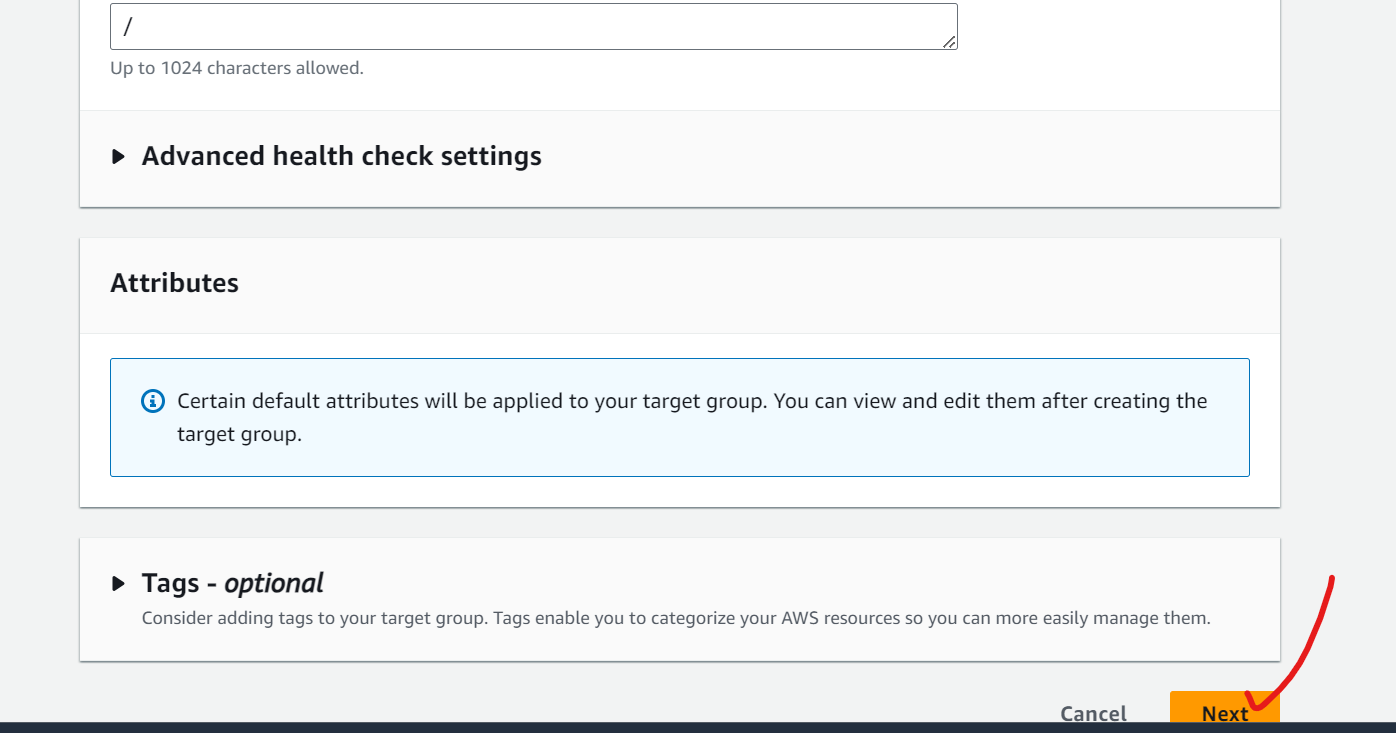 /
Up to 1024 characters allowed.
Advanced health check settings
Attributes
Certain default attributes will be applied to your target group. You can view and edit them after creating the
target group.
Tags - optional
Consider adding tags to your target group. Tags enable you to categorize your AWS resources so you can more easily manage them.
Cancel
Next